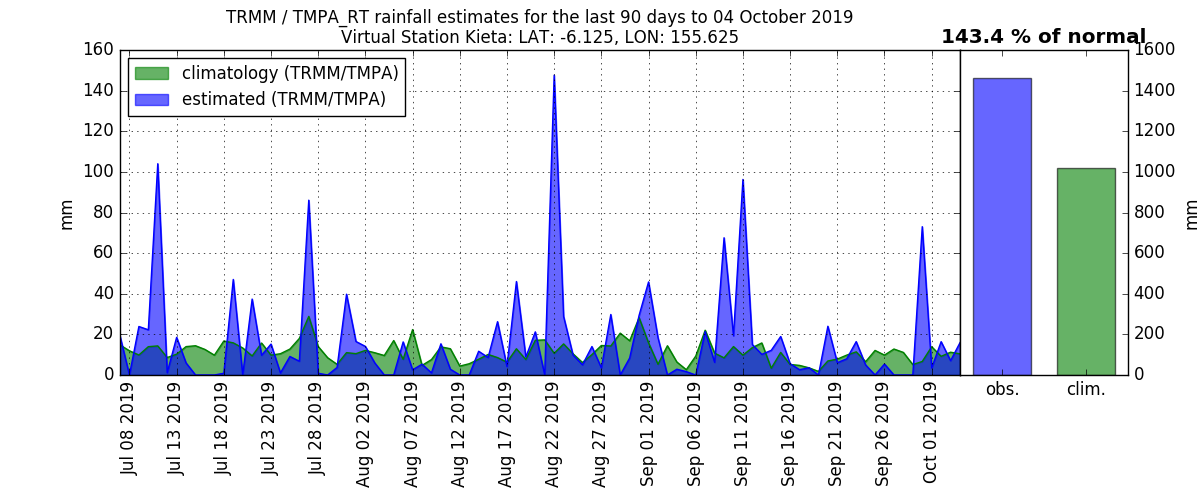 TRMM / TMPA_RT rainfall estimates for the last 90 days to 04 October 2019
Virtual Station Kieta: LAT: -6.125, LON: 155.625
143.4 % of normal
climatology (TRMM/TMPA)
estimated (TRMM/TMPA)
mm
160
140
120
100
80
60
40
20
0
Jul 08 2019
Jul 13 2019
Jul 18 2019
Jul 23 2019
Jul 28 2019
Aug 02 2019
Aug 07 2019
Aug 12 2019
Aug 17 2019
Aug 22 2019
Aug 27 2019
Sep 01 2019
Sep 06 2019
Sep 11 2019
Sep 16 2019
Sep 21 2019
Sep 26 2019
Oct 01 2019
obs.
clim.
1600
1400
1200
1000
800
600
400
200
0
mm